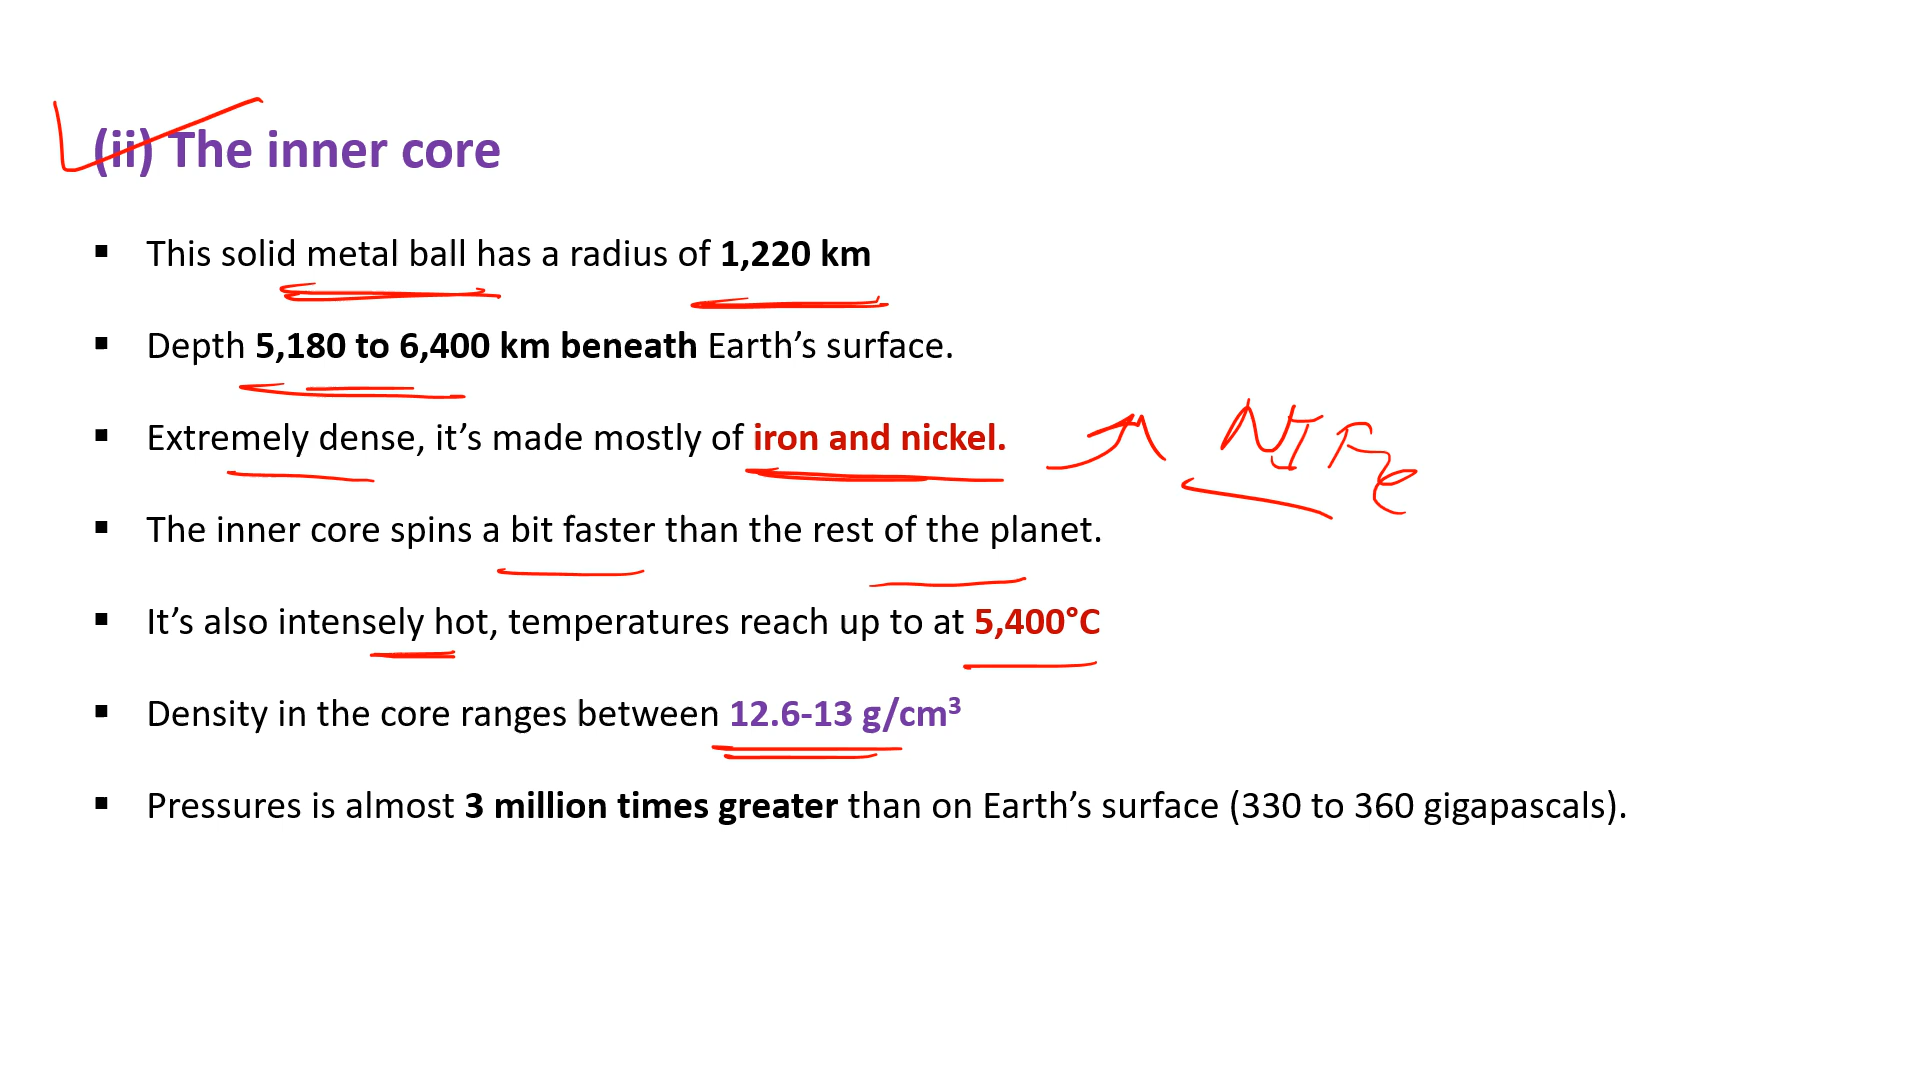 (ii) The inner core
▪ This solid metal ball has a radius of 1,220 km
▪ Depth 5,180 to 6,400 km beneath Earth’s surface.
▪ Extremely dense, it’s made mostly of iron and nickel. NIFe
▪ The inner core spins a bit faster than the rest of the planet.
▪ It’s also intensely hot, temperatures reach up to at 5,400°C
▪ Density in the core ranges between 12.6-13 g/cm³
▪ Pressures is almost 3 million times greater than on Earth’s surface (330 to 360 gigapascals).